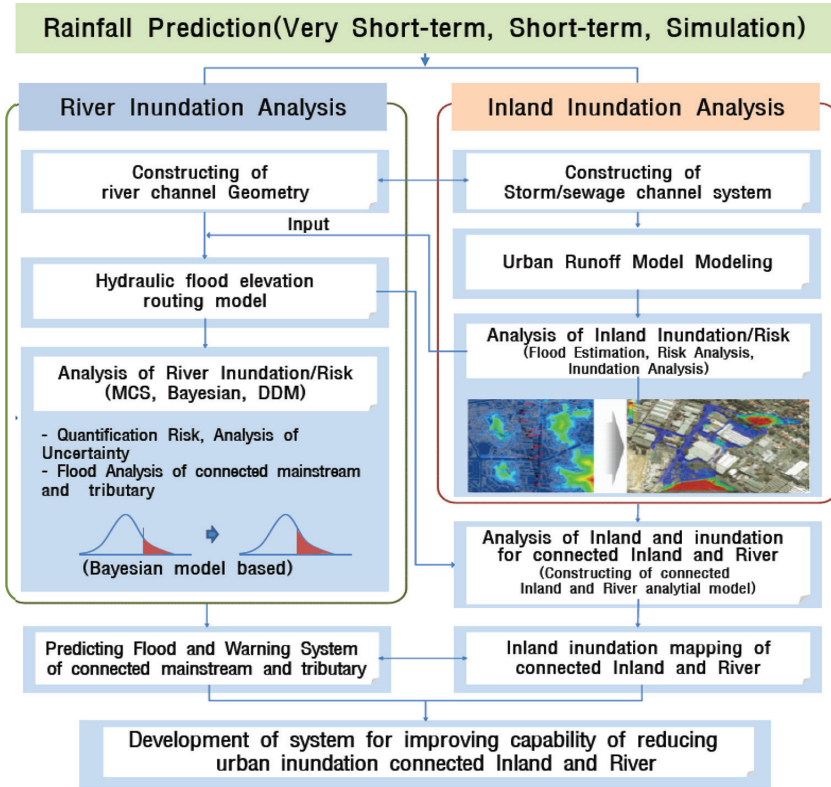 Rainfall Prediction(Very Short-term, Short-term, Simulation)
River Inundation Analysis
Constructing of
river channel Geometry
Input
Hydraulic flood elevation
routing model
Analysis of River Inundation/Risk
(MCS, Bayesian, DDM)
- Quantification Risk, Analysis of
Uncertainty
- Flood Analysis of connected mainstream
and tributary
(Bayesian model based)
Predicting Flood and Warning System
of connected mainstream and tributary
Inland Inundation Analysis
Constructing of
Storm/sewage channel system
Urban Runoff Model Modeling
Analysis of Inland Inundation/Risk
(Flood Estimation, Risk Analysis,
Inundation Analysis)
Analysis of Inland and inundation
for connected Inland and River
(Constructing of connected
Inland and River analytial model)
Inland inundation mapping of
connected Inland and River
Development of system for improving capability of reducing
urban inundation connected Inland and River